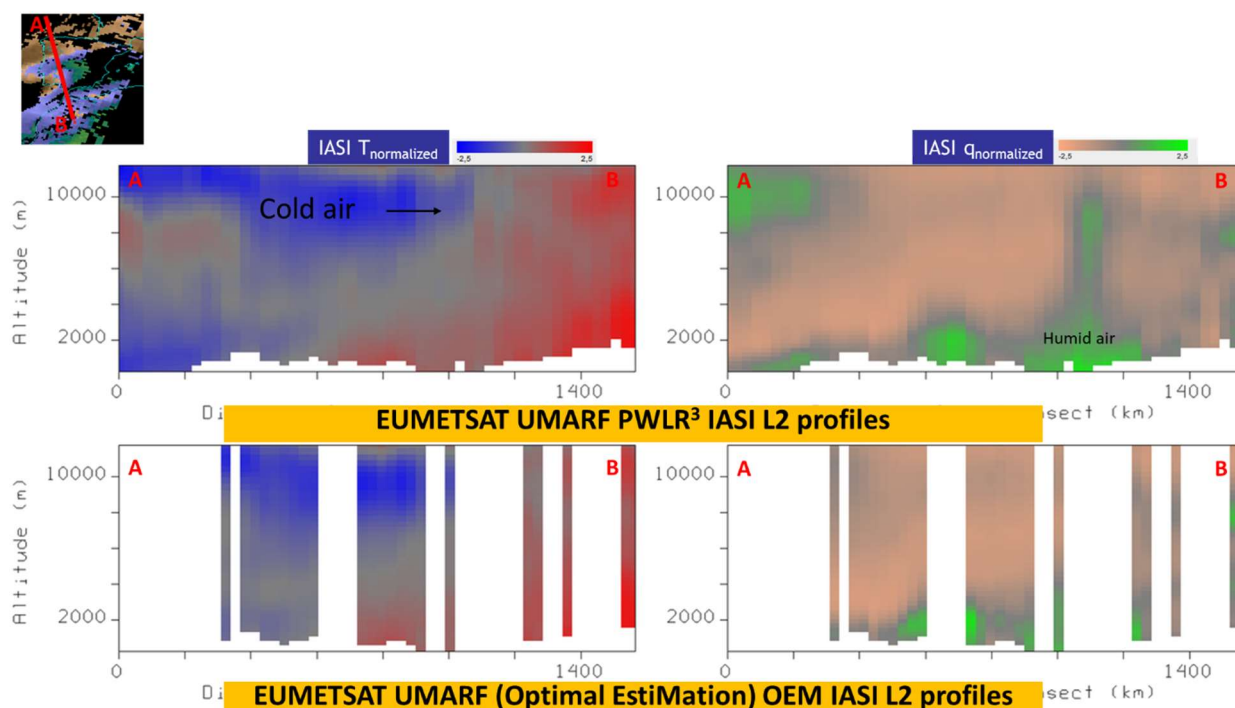 A
B
IASI T normalized
-2,5 2,5
IASI q normalized
-2,5 2,5
A B
A B
10000
Cold air
Altitude (m)
2000
0 1400
10000
Altitude (m)
2000
Humid air
0 1400
EUMETSAT UMARF PWLR³ IASI L2 profiles
(km)
A B
A B
10000
Altitude (m)
2000
0 1400
10000
Altitude (m)
2000
0 1400
EUMETSAT UMARF (Optimal EstiMation) OEM IASI L2 profiles
(km)